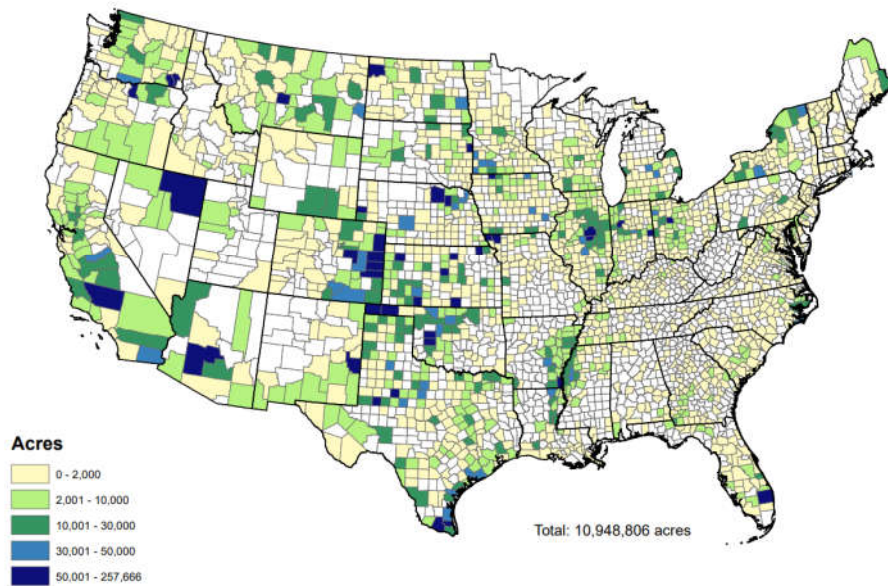 Acres
0 - 2,000
2,001 - 10,000
10,001 - 30,000
30,001 - 50,000
50,001 - 257,666
Total: 10,948,806 acres